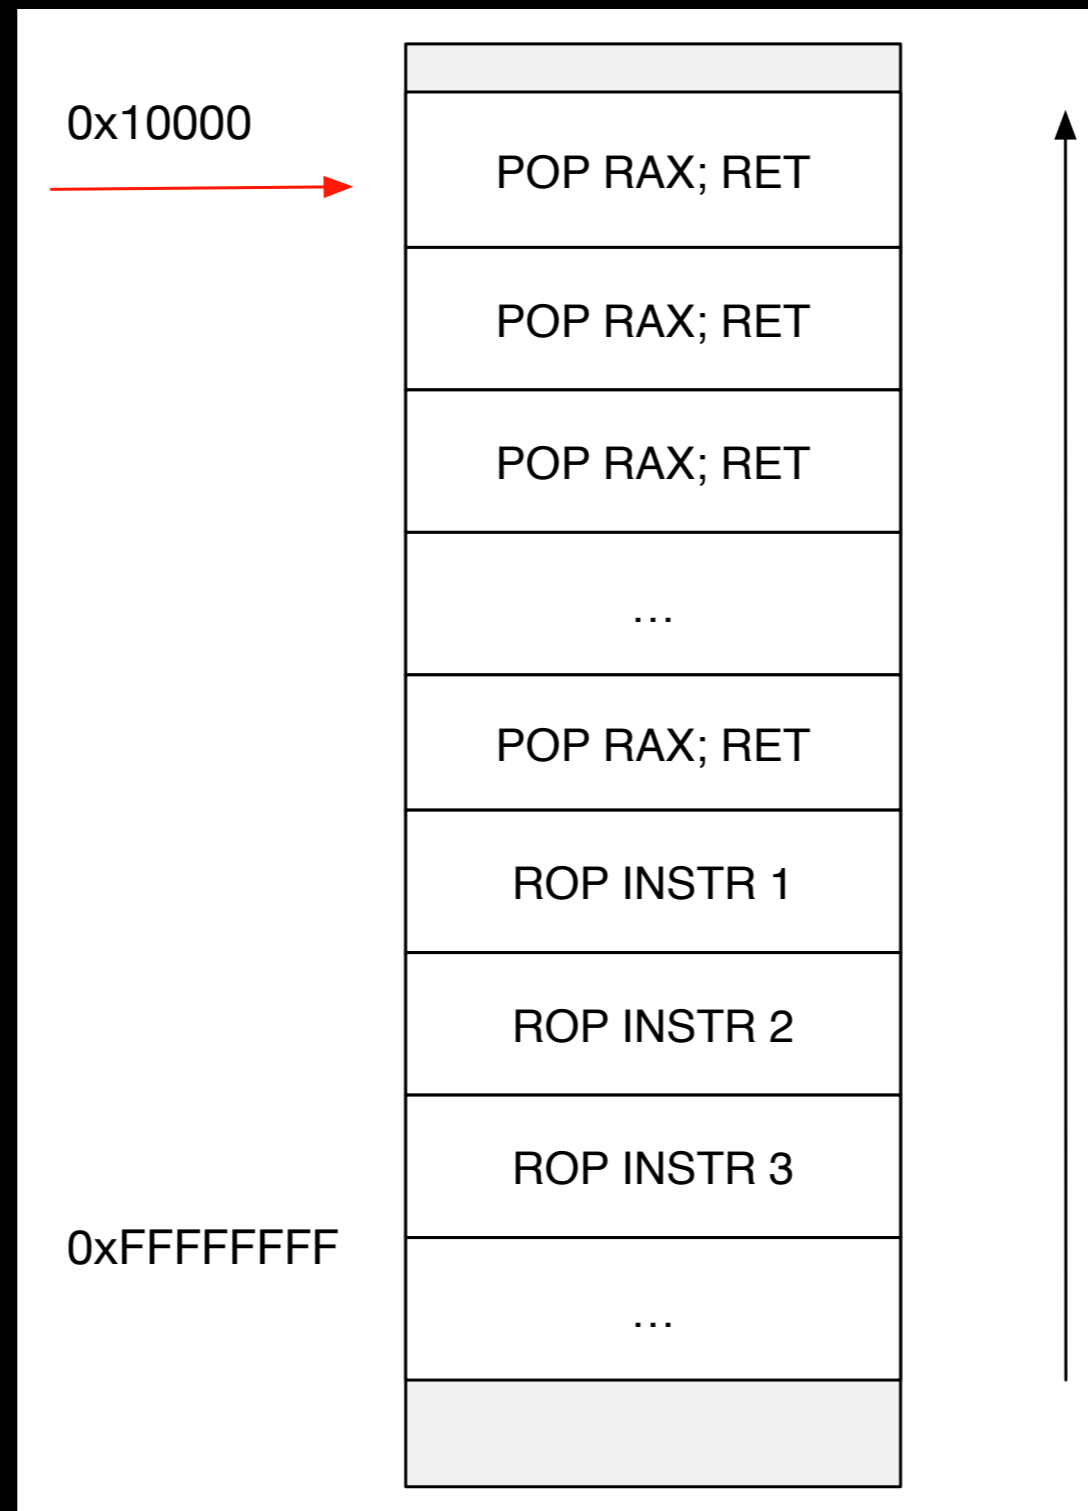 0x10000
POP RAX; RET
POP RAX; RET
POP RAX; RET
...
POP RAX; RET
ROP INSTR 1
ROP INSTR 2
ROP INSTR 3
0xFFFFFFFF
...